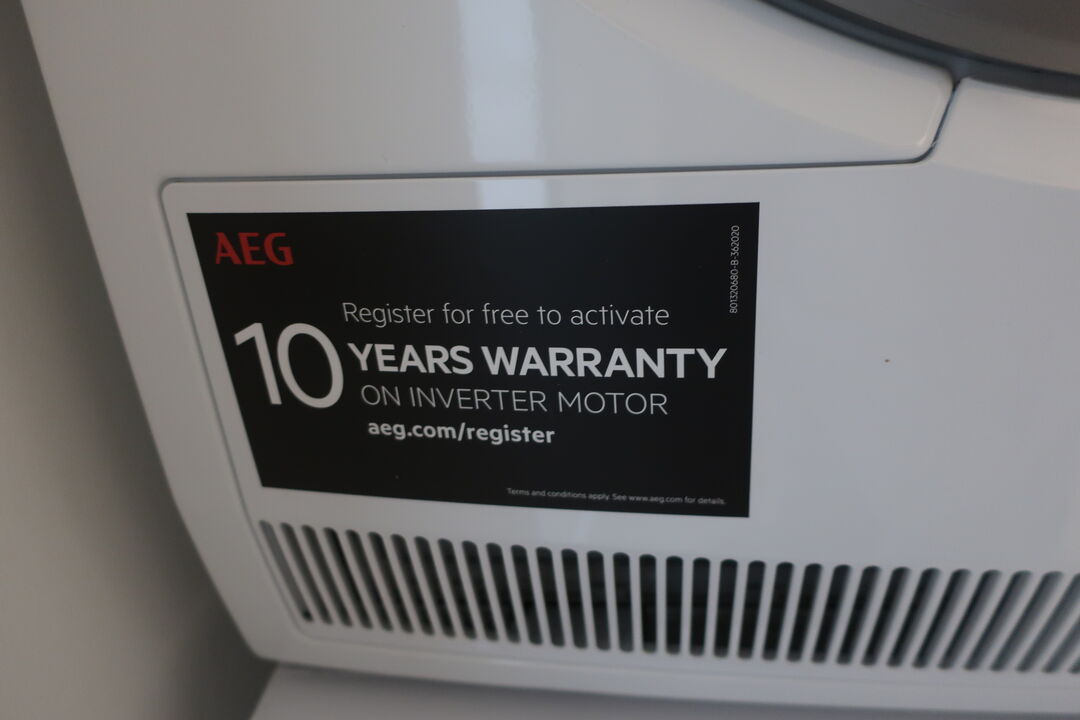 AEG
801320680-B-362020
Register for free to activate
10 YEARS WARRANTY
ON INVERTER MOTOR
aeg.com/register
Terms and conditions apply. See www.aeg.com for details.